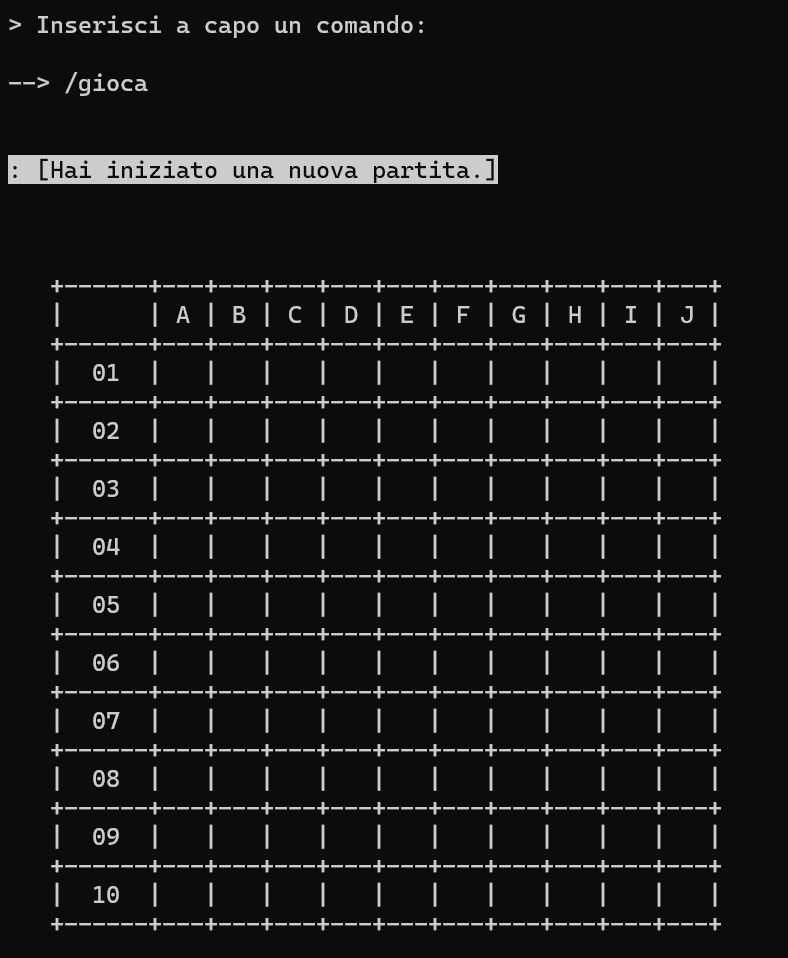 > Inserisci a capo un comando:
--> /gioca
: [Hai iniziato una nuova partita.]
+------+---+---+---+---+---+---+---+---+---+---+
|      | A | B | C | D | E | F | G | H | I | J |
+------+---+---+---+---+---+---+---+---+---+---+
|  01  |   |   |   |   |   |   |   |   |   |   |
+------+---+---+---+---+---+---+---+---+---+---+
|  02  |   |   |   |   |   |   |   |   |   |   |
+------+---+---+---+---+---+---+---+---+---+---+
|  03  |   |   |   |   |   |   |   |   |   |   |
+------+---+---+---+---+---+---+---+---+---+---+
|  04  |   |   |   |   |   |   |   |   |   |   |
+------+---+---+---+---+---+---+---+---+---+---+
|  05  |   |   |   |   |   |   |   |   |   |   |
+------+---+---+---+---+---+---+---+---+---+---+
|  06  |   |   |   |   |   |   |   |   |   |   |
+------+---+---+---+---+---+---+---+---+---+---+
|  07  |   |   |   |   |   |   |   |   |   |   |
+------+---+---+---+---+---+---+---+---+---+---+
|  08  |   |   |   |   |   |   |   |   |   |   |
+------+---+---+---+---+---+---+---+---+---+---+
|  09  |   |   |   |   |   |   |   |   |   |   |
+------+---+---+---+---+---+---+---+---+---+---+
|  10  |   |   |   |   |   |   |   |   |   |   |
+------+---+---+---+---+---+---+---+---+---+---+